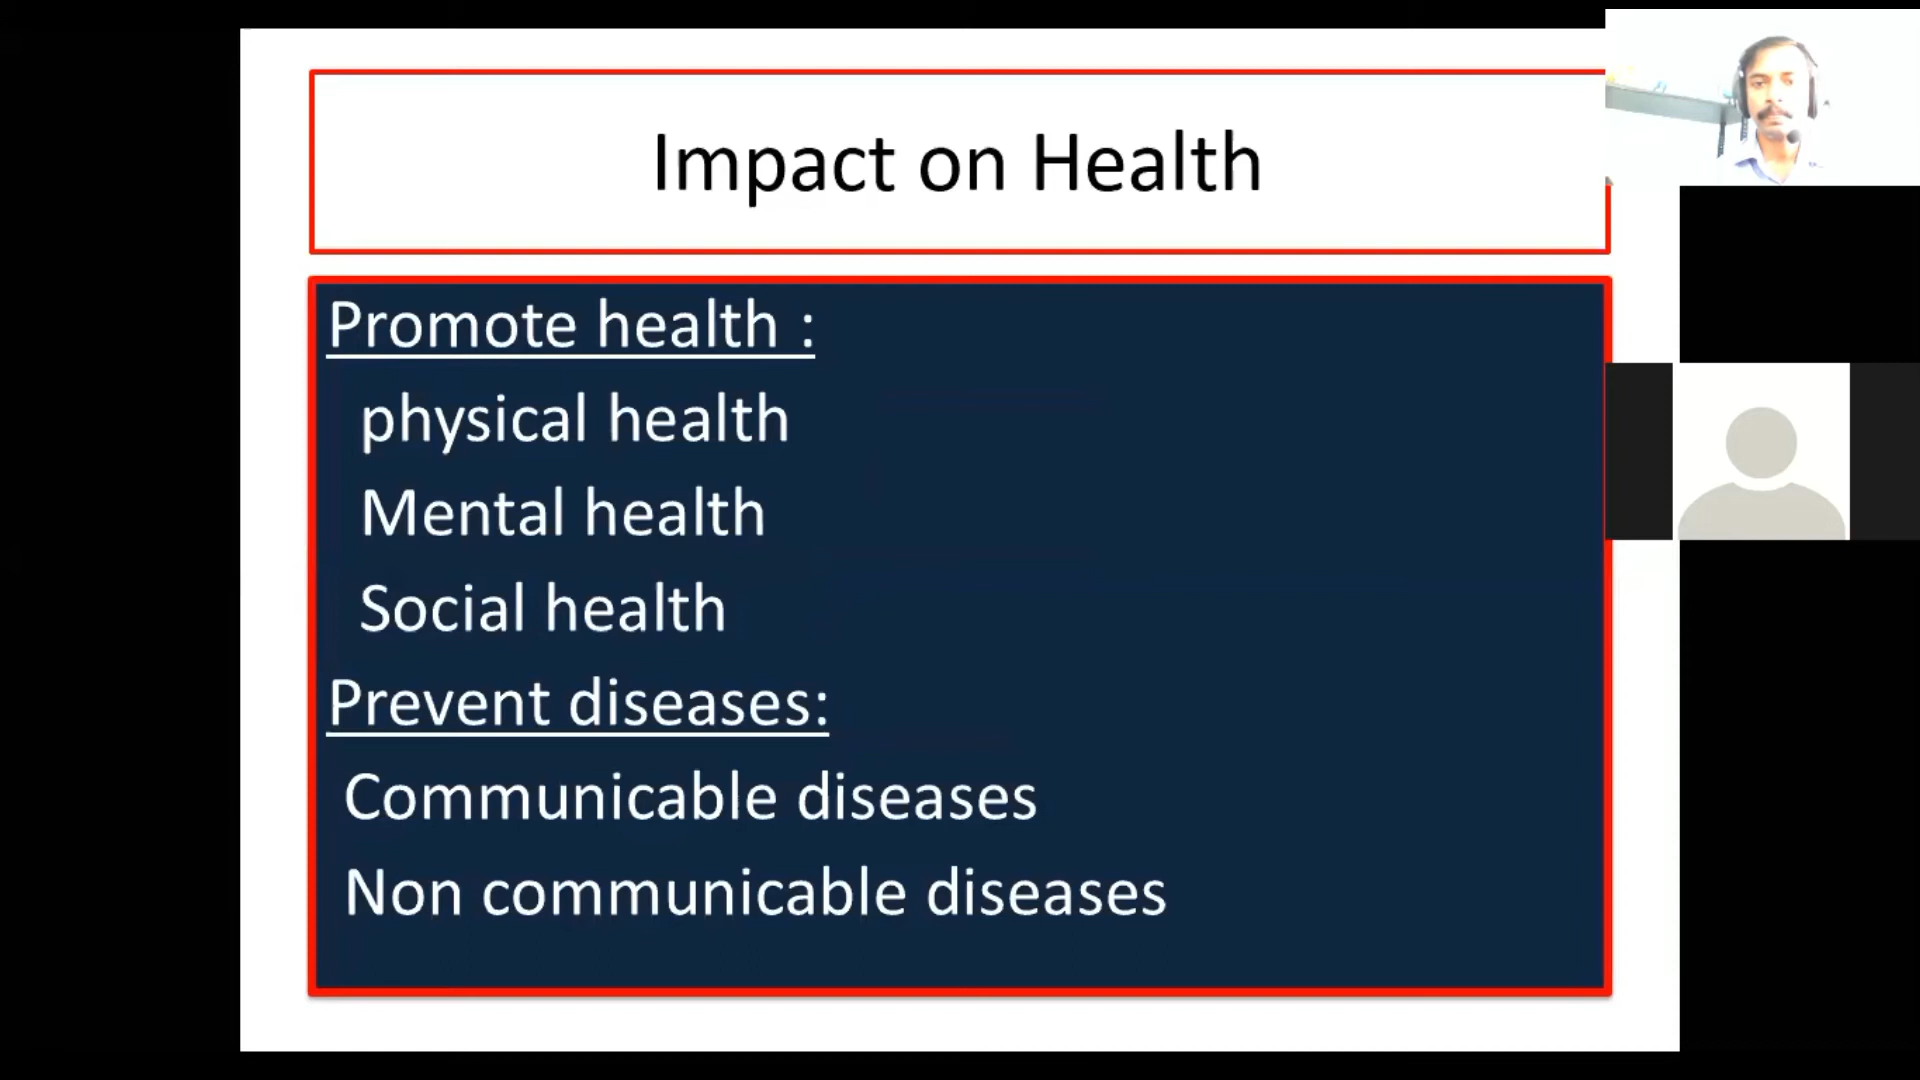 Impact on Health
Promote health :
physical health
Mental health
Social health
Prevent diseases:
Communicable diseases
Non communicable diseases